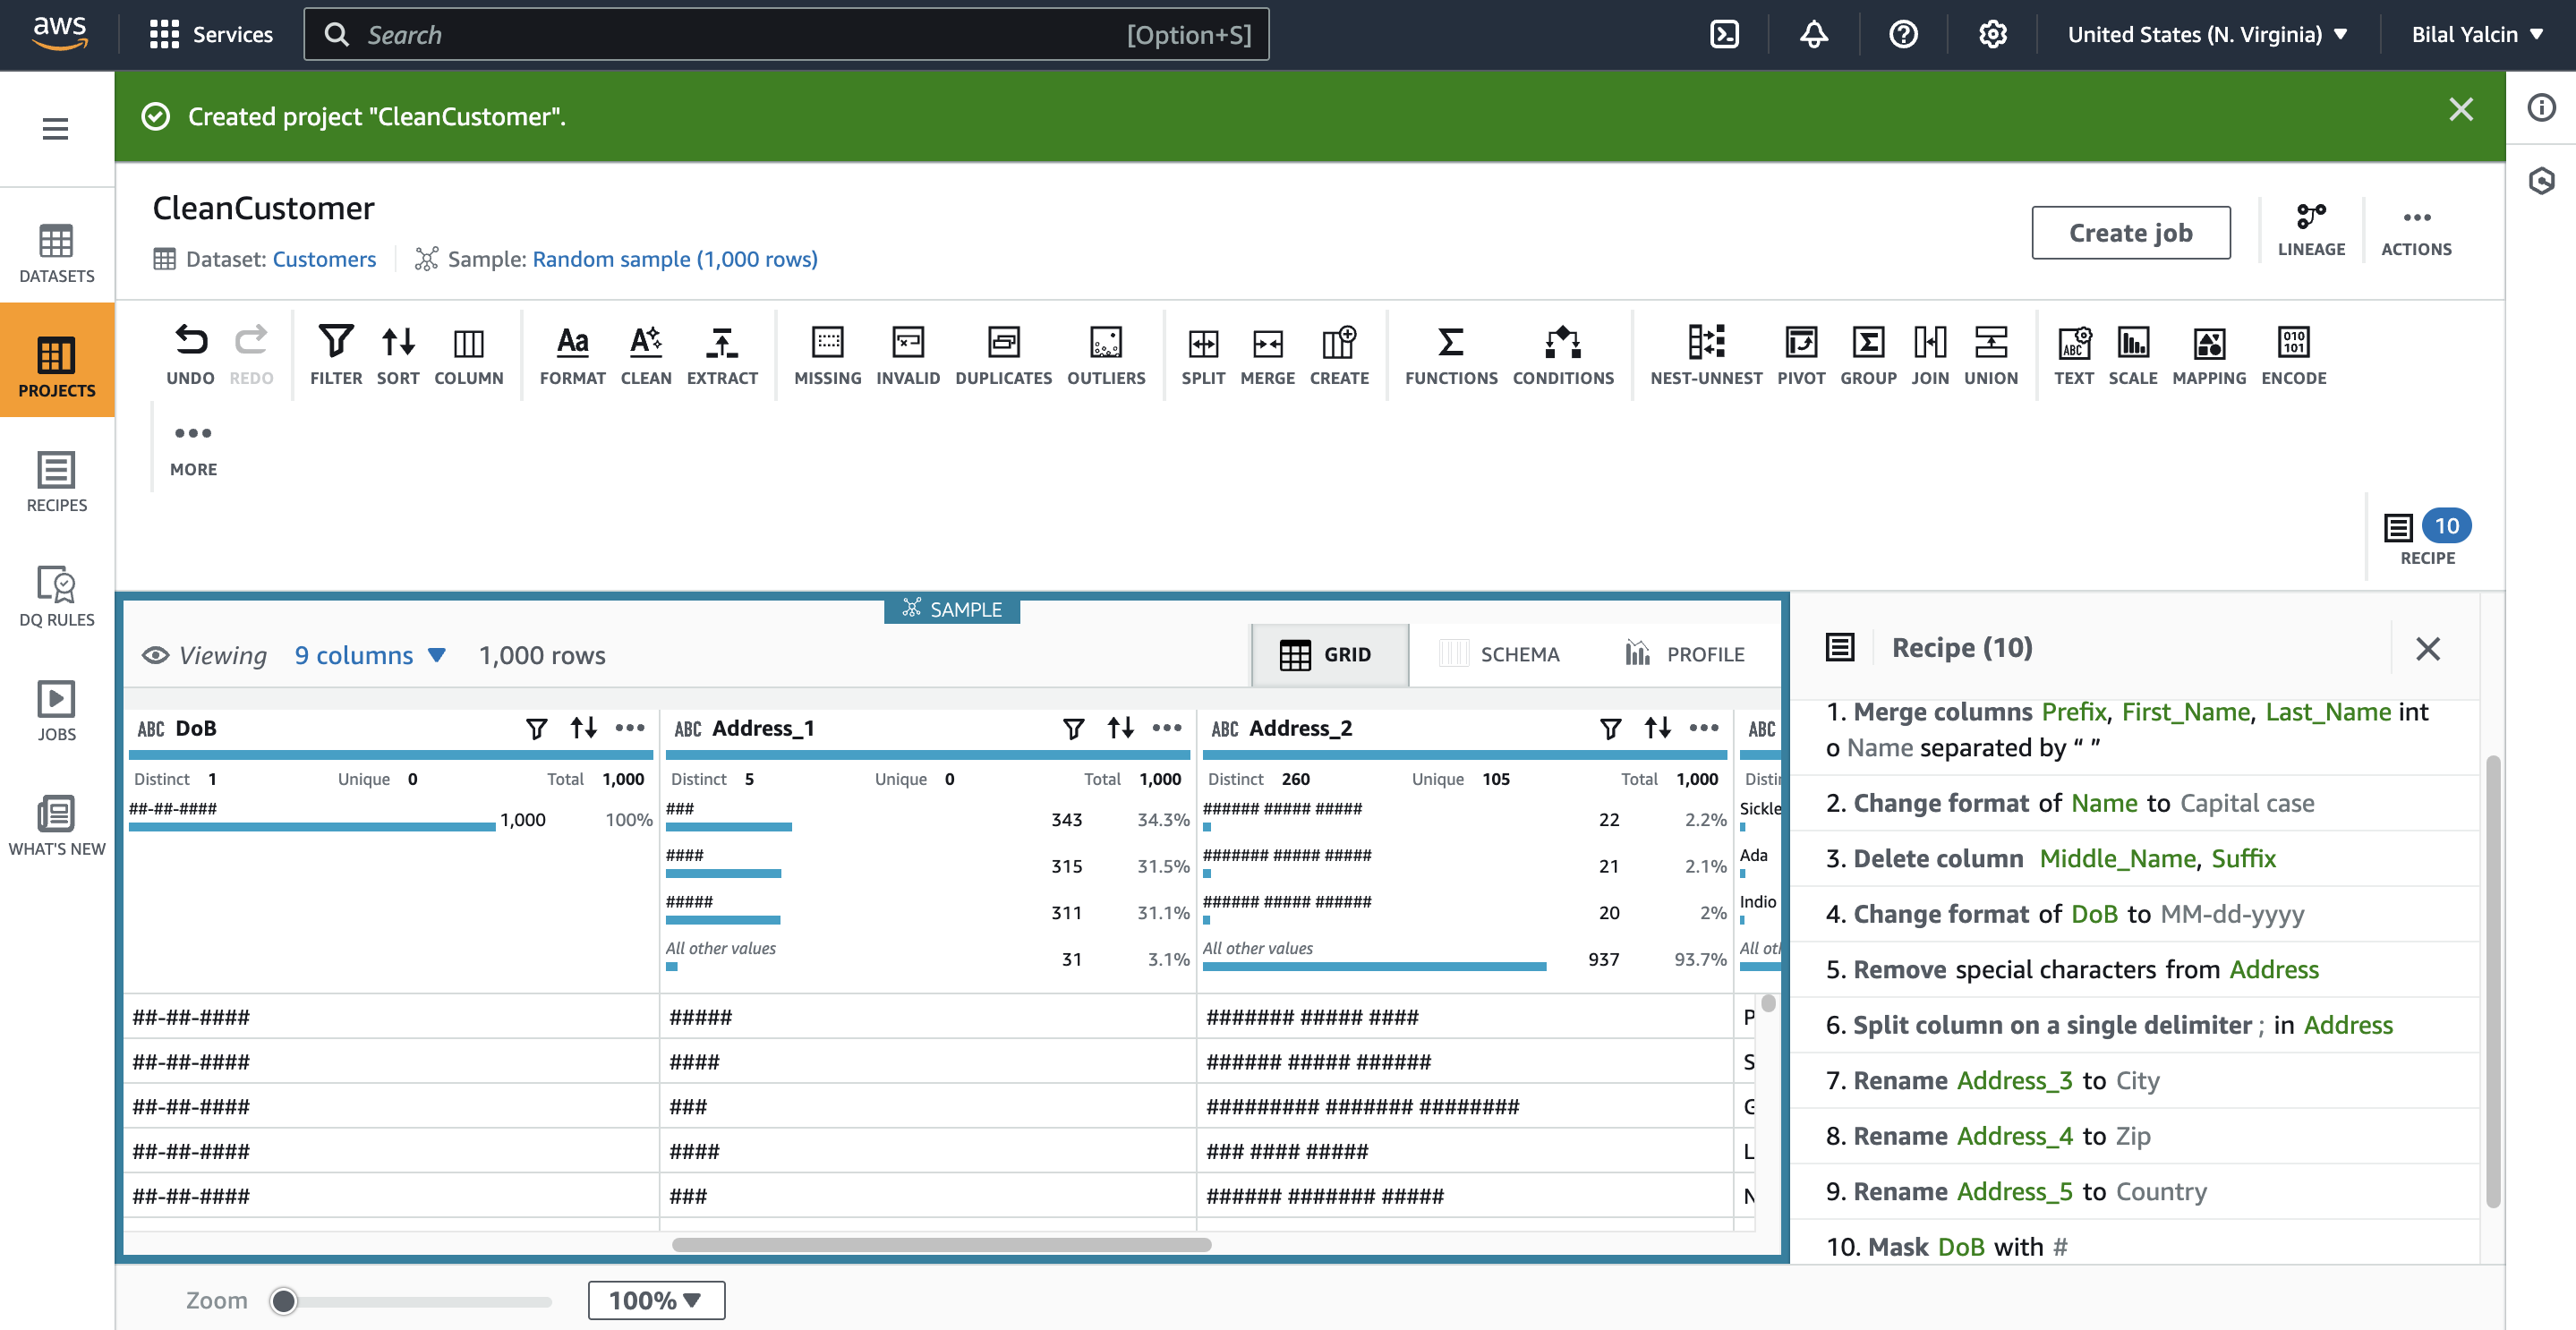 aws
Services
Search
[Option+S]
United States (N. Virginia)
Bilal Yalcin
Created project "CleanCustomer".
CleanCustomer
Dataset: Customers
Sample: Random sample (1,000 rows)
Create job
LINEAGE
ACTIONS
DATASETS
PROJECTS
RECIPES
DQ RULES
JOBS
WHAT'S NEW
UNDO
REDO
FILTER
SORT
COLUMN
Aa
FORMAT
CLEAN
EXTRACT
MISSING
INVALID
DUPLICATES
OUTLIERS
SPLIT
MERGE
CREATE
FUNCTIONS
CONDITIONS
NEST-UNNEST
PIVOT
GROUP
JOIN
UNION
ABC
TEXT
SCALE
MAPPING
010
101
ENCODE
MORE
10
RECIPE
SAMPLE
Viewing 9 columns 1,000 rows
GRID
SCHEMA
PROFILE
ABC DoB
Distinct 1 Unique 0 Total 1,000
##-##-####
1,000 100%
ABC Address_1
Distinct 5 Unique 0 Total 1,000
###
343 34.3%
####
315 31.5%
#####
311 31.1%
All other values
31 3.1%
ABC Address_2
Distinct 260 Unique 105 Total 1,000
###### ##### #####
22 2.2%
####### ##### #####
21 2.1%
###### ##### ######
20 2%
All other values
937 93.7%
ABC
Distin
Sickle
Ada
Indio
All oth
##-##-#### ##### ####### ##### #### P
##-##-#### #### ###### ##### ###### S
##-##-#### ### ######### ####### ######## G
##-##-#### #### ### #### ##### L
##-##-#### ### ###### ####### ##### N
Recipe (10)
1. Merge columns Prefix, First_Name, Last_Name int
o Name separated by “ ”
2. Change format of Name to Capital case
3. Delete column Middle_Name, Suffix
4. Change format of DoB to MM-dd-yyyy
5. Remove special characters from Address
6. Split column on a single delimiter ; in Address
7. Rename Address_3 to City
8. Rename Address_4 to Zip
9. Rename Address_5 to Country
10. Mask DoB with #
Zoom
100%